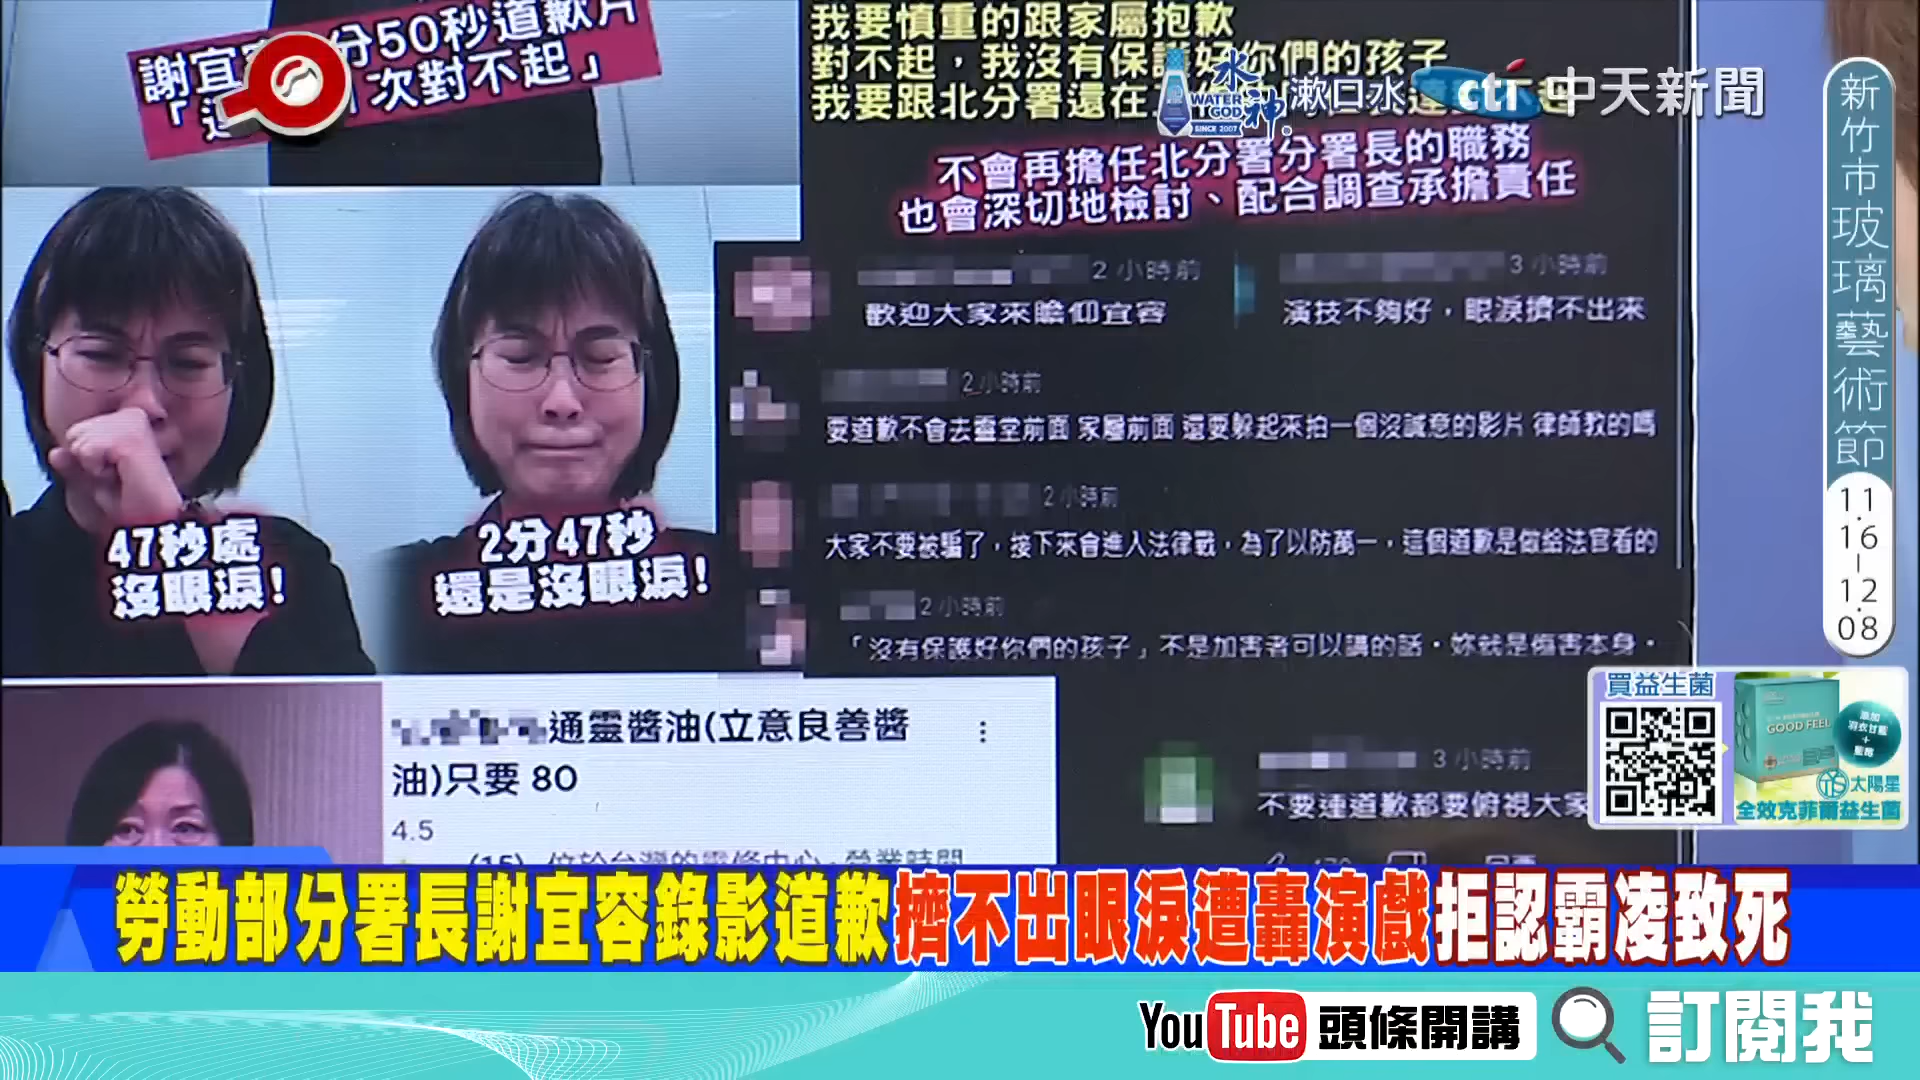 50秒道歉片
次對不起」
我要慎重的跟家屬抱歉
對不起，我沒有保護好你們的孩子
我要跟北分署還在
不會再擔任北分署分署長的職務
也會深切地檢討、配合調查承擔責任
水神
WATER GOD
SINCE 2007
漱口水
cti 中天新聞
新竹市玻璃藝術節
11.16-12.08
2 小時前
歡迎大家來瞻仰宜容
3 小時前
演技不夠好，眼淚擠不出來
2 小時前
要道歉不會去靈堂前面 家屬前面 還要躲起來拍一個沒誠意的影片 律師教的嗎
2 小時前
大家不要被騙了，接下來會進入法律戰，為了以防萬一，這個道歉是做給法官看的
2 小時前
「沒有保護好你們的孩子」不是加害者可以講的話。妳就是傷害本身。
3 小時前
不要連道歉都要俯視大家
47秒處
沒眼淚!
2分47秒
還是沒眼淚!
通靈醬油(立意良善醬
油)只要 80
4.5
買益生菌
GOOD FEEL
添加
羽衣甘藍
+
藍莓
太陽星
全效克菲爾益生菌
勞動部分署長謝宜容錄影道歉擠不出眼淚遭轟演戲拒認霸凌致死
YouTube 頭條開講 訂閱我